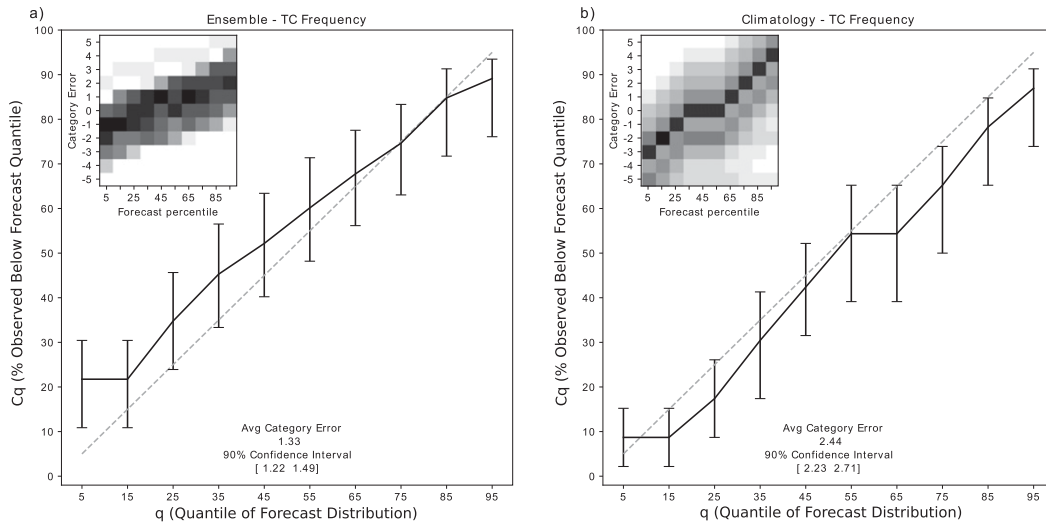 a)
Ensemble - TC Frequency
100
90
80
70
60
50
40
30
20
10
0
Cq (% Observed Below Forecast Quantile)
5
4
3
2
1
0
-1
-2
-3
-4
-5
Category Error
5 25 45 65 85
Forecast percentile
Avg Category Error
1.33
90% Confidence Interval
[ 1.22 1.49]
5 15 25 35 45 55 65 75 85 95
q (Quantile of Forecast Distribution)
b)
Climatology - TC Frequency
100
90
80
70
60
50
40
30
20
10
0
Cq (% Observed Below Forecast Quantile)
5
4
3
2
1
0
-1
-2
-3
-4
-5
Category Error
5 25 45 65 85
Forecast percentile
Avg Category Error
2.44
90% Confidence Interval
[ 2.23 2.71]
5 15 25 35 45 55 65 75 85 95
q (Quantile of Forecast Distribution)